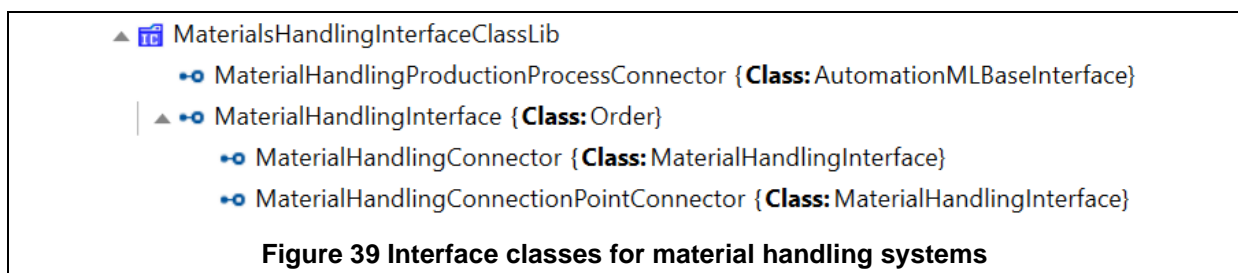 MaterialsHandlingInterfaceClassLib
MaterialHandlingProductionProcessConnector {Class: AutomationMLBaseInterface}
MaterialHandlingInterface {Class: Order}
MaterialHandlingConnector {Class: MaterialHandlingInterface}
MaterialHandlingConnectionPointConnector {Class: MaterialHandlingInterface}
Figure 39 Interface classes for material handling systems